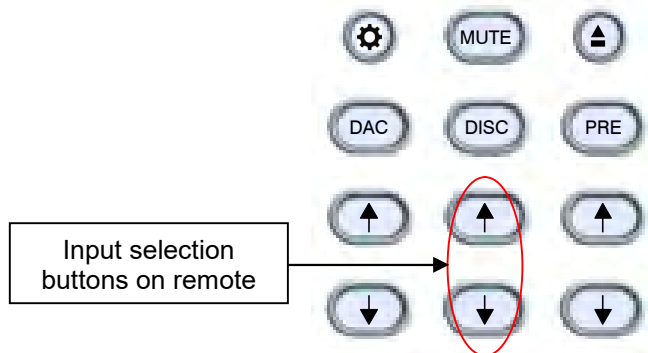 MUTE
DAC
DISC
PRE
Input selection
buttons on remote